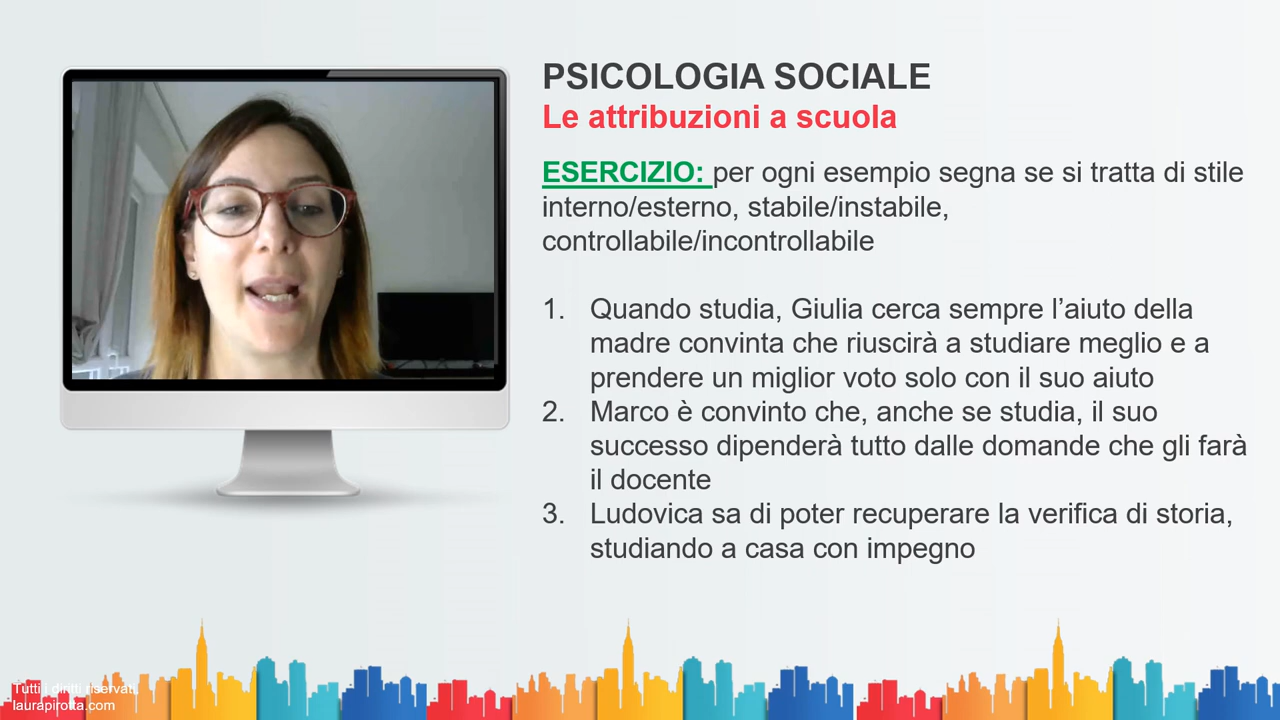 PSICOLOGIA SOCIALE
Le attribuzioni a scuola
ESERCIZIO: per ogni esempio segna se si tratta di stile
interno/esterno, stabile/instabile,
controllabile/incontrollabile
1. Quando studia, Giulia cerca sempre l’aiuto della
madre convinta che riuscirà a studiare meglio e a
prendere un miglior voto solo con il suo aiuto
2. Marco è convinto che, anche se studia, il suo
successo dipenderà tutto dalle domande che gli farà
il docente
3. Ludovica sa di poter recuperare la verifica di storia,
studiando a casa con impegno
Tutti i diritti riservati
laurapirotta.com